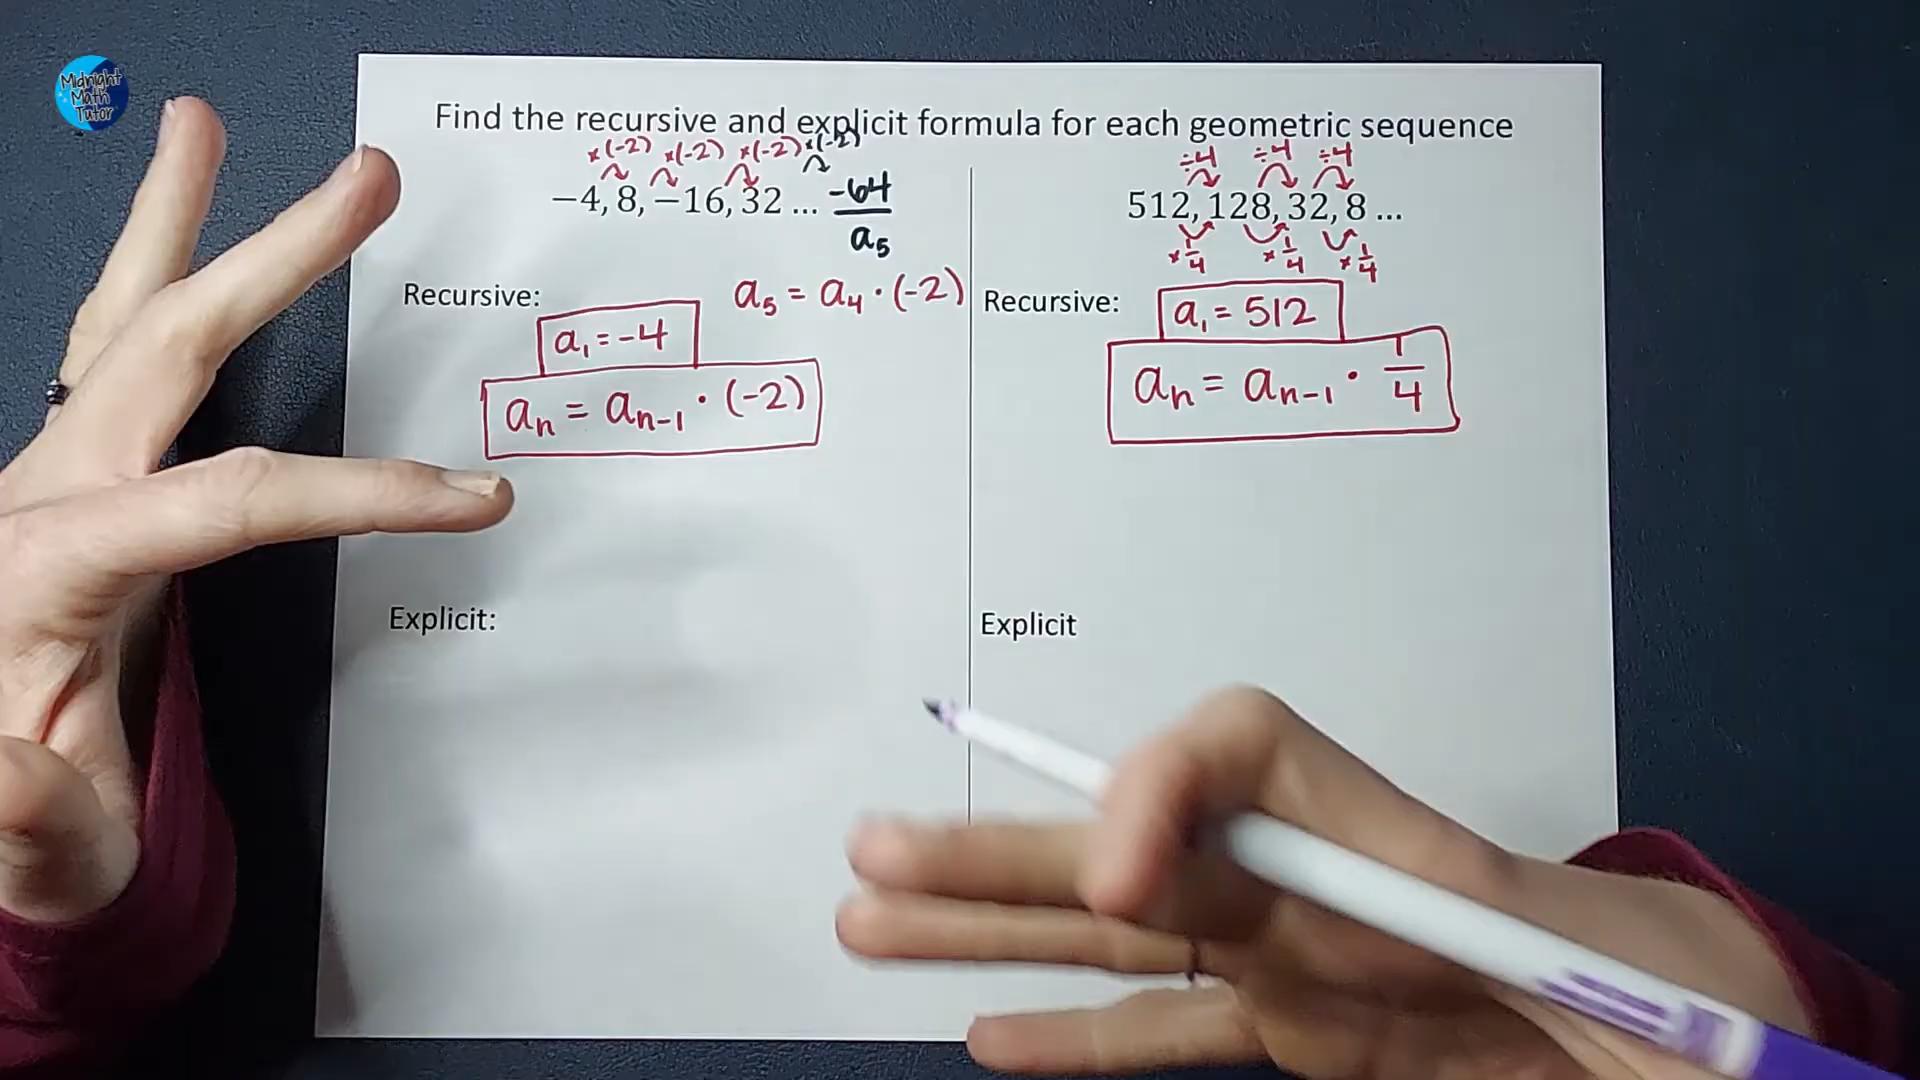 Midnight
Math
Tutor
Find the recursive and explicit formula for each geometric sequence
×(-2) ×(-2) ×(-2) ×(-2)
−4, 8, −16, 32 ... -64
a₅
Recursive:
a₅ = a₄ · (-2)
a₁ = -4
aₙ = aₙ₋₁ · (-2)
Explicit:
÷4 ÷4 ÷4
512, 128, 32, 8 ...
×1/4 ×1/4 ×1/4
Recursive:
a₁ = 512
aₙ = aₙ₋₁ · 1/4
Explicit